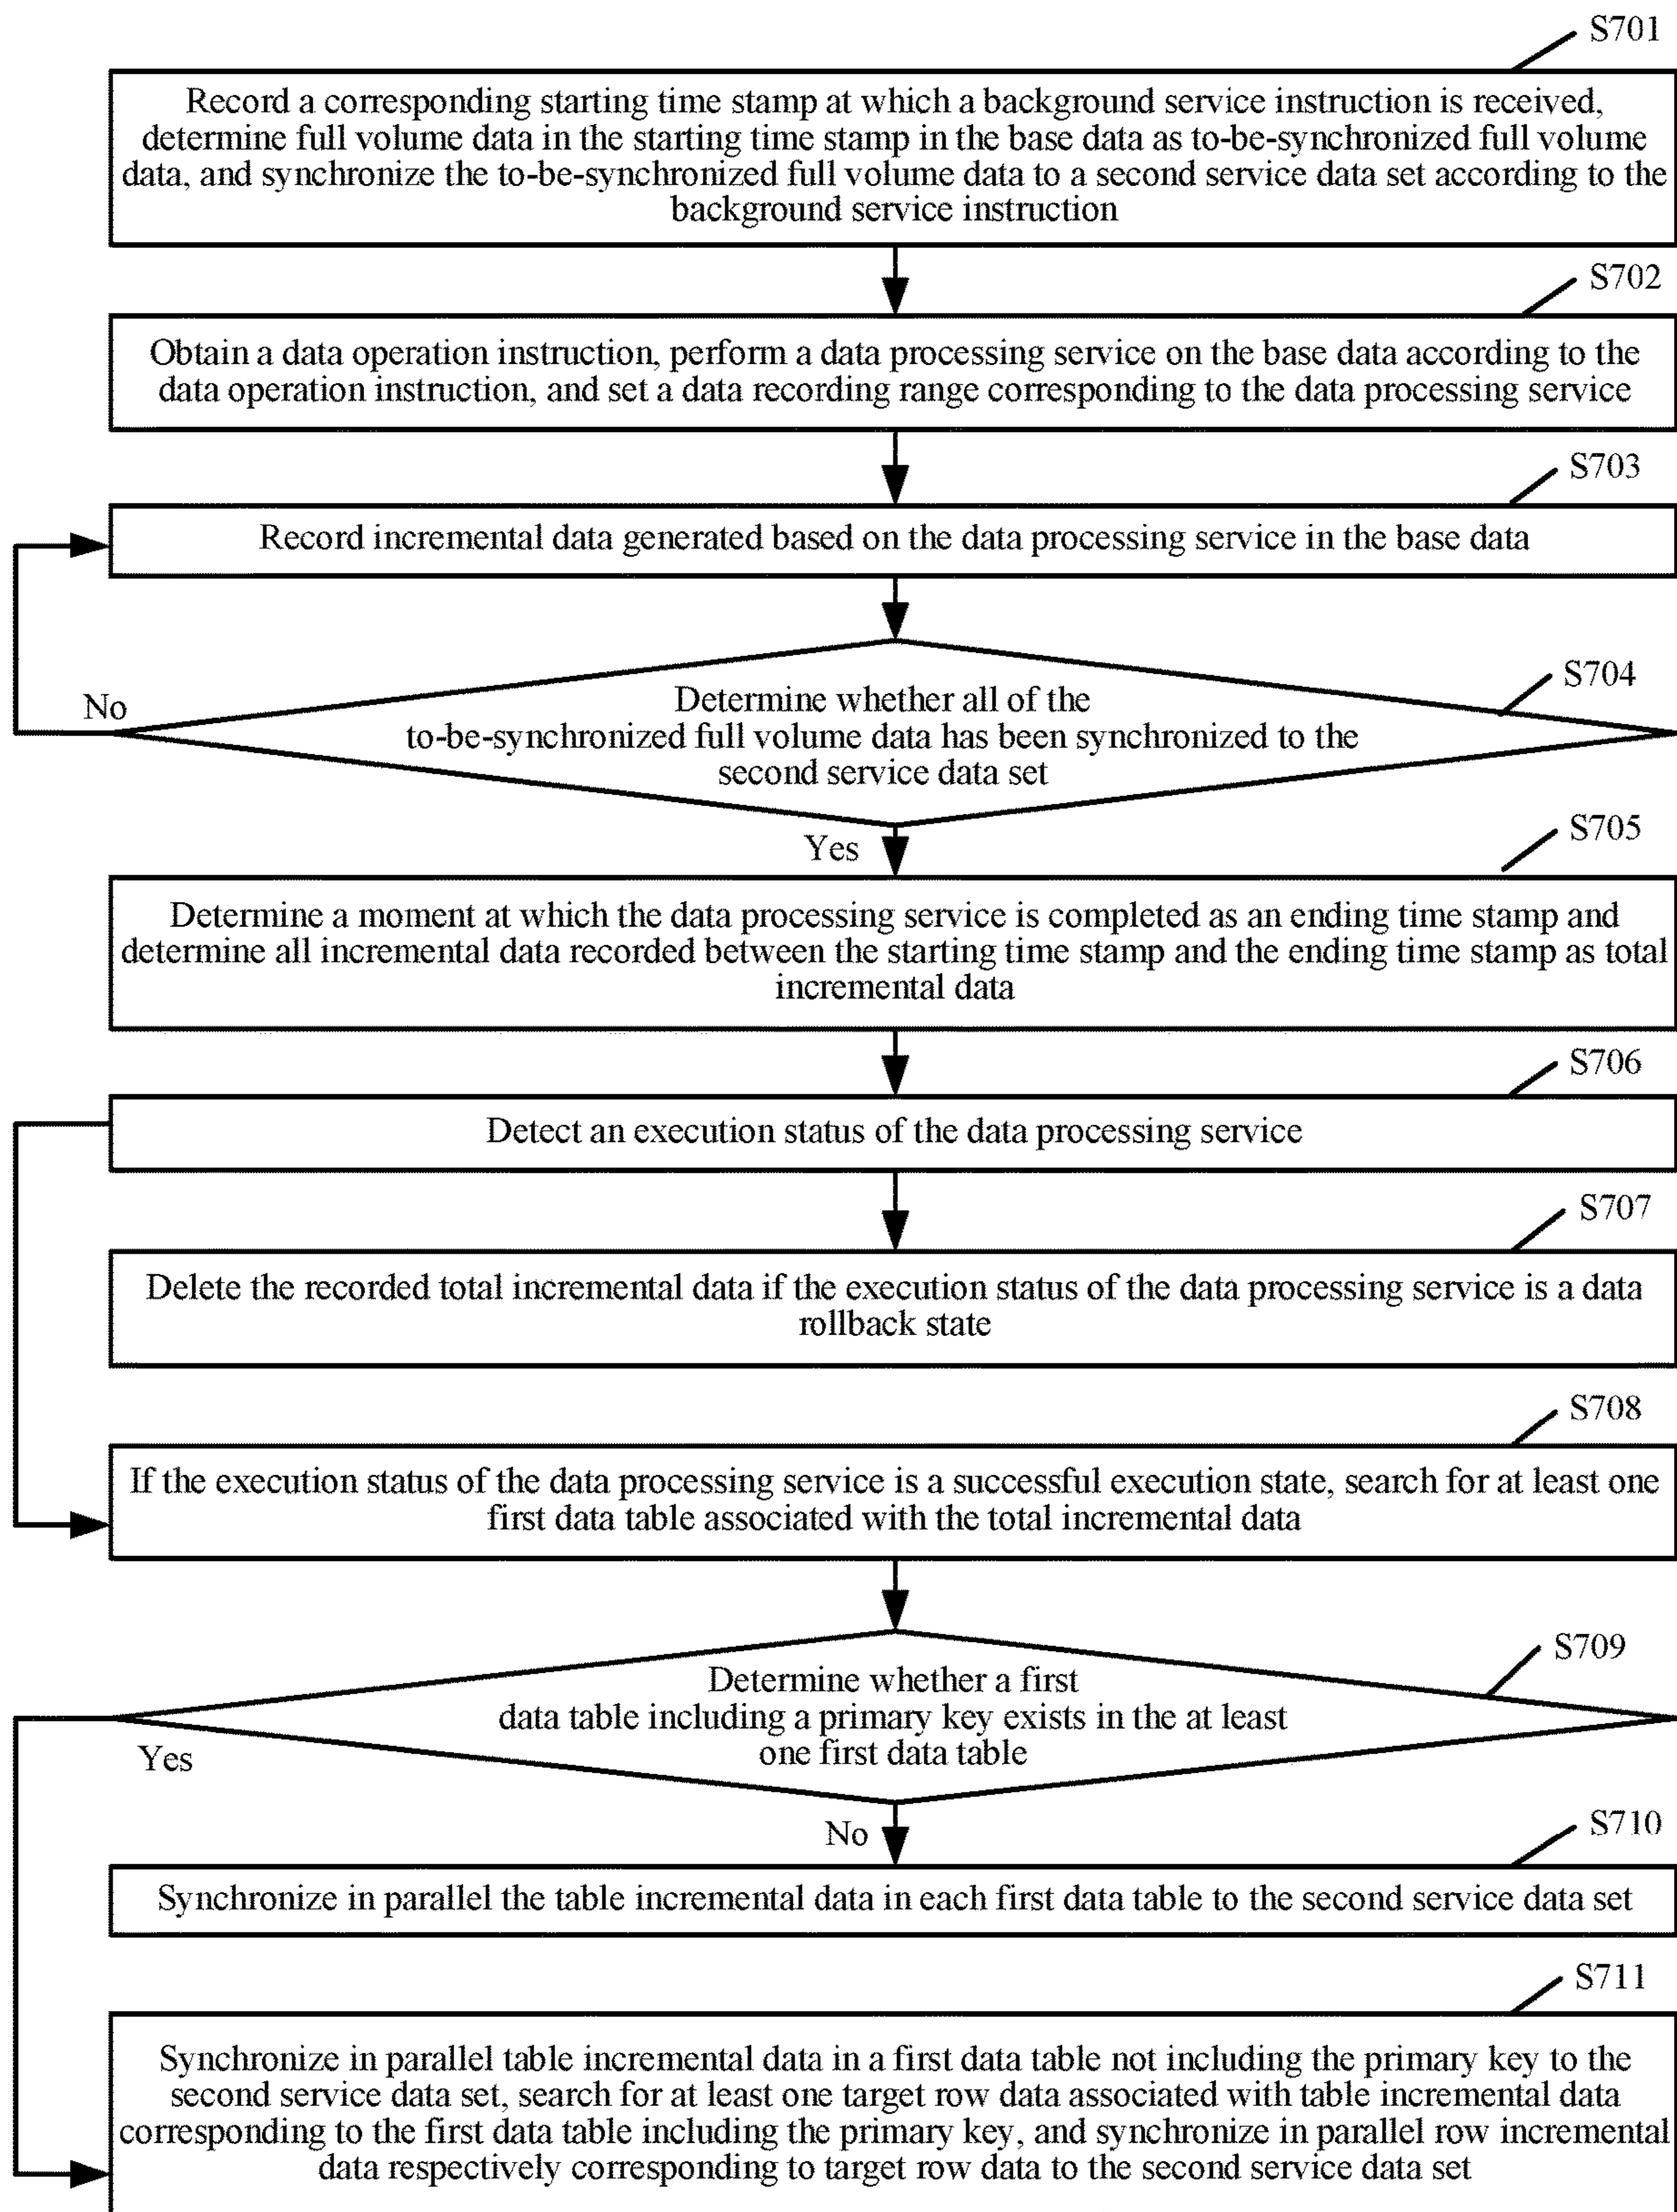 S701
Record a corresponding starting time stamp at which a background service instruction is received,
determine full volume data in the starting time stamp in the base data as to-be-synchronized full volume
data, and synchronize the to-be-synchronized full volume data to a second service data set according to the
background service instruction
S702
Obtain a data operation instruction, perform a data processing service on the base data according to the
data operation instruction, and set a data recording range corresponding to the data processing service
S703
Record incremental data generated based on the data processing service in the base data
S704
No
Determine whether all of the
to-be-synchronized full volume data has been synchronized to the
second service data set
Yes
S705
Determine a moment at which the data processing service is completed as an ending time stamp and
determine all incremental data recorded between the starting time stamp and the ending time stamp as total
incremental data
S706
Detect an execution status of the data processing service
S707
Delete the recorded total incremental data if the execution status of the data processing service is a data
rollback state
S708
If the execution status of the data processing service is a successful execution state, search for at least one
first data table associated with the total incremental data
S709
Determine whether a first
data table including a primary key exists in the at least
one first data table
Yes
No
S710
Synchronize in parallel the table incremental data in each first data table to the second service data set
S711
Synchronize in parallel table incremental data in a first data table not including the primary key to the
second service data set, search for at least one target row data associated with table incremental data
corresponding to the first data table including the primary key, and synchronize in parallel row incremental
data respectively corresponding to target row data to the second service data set